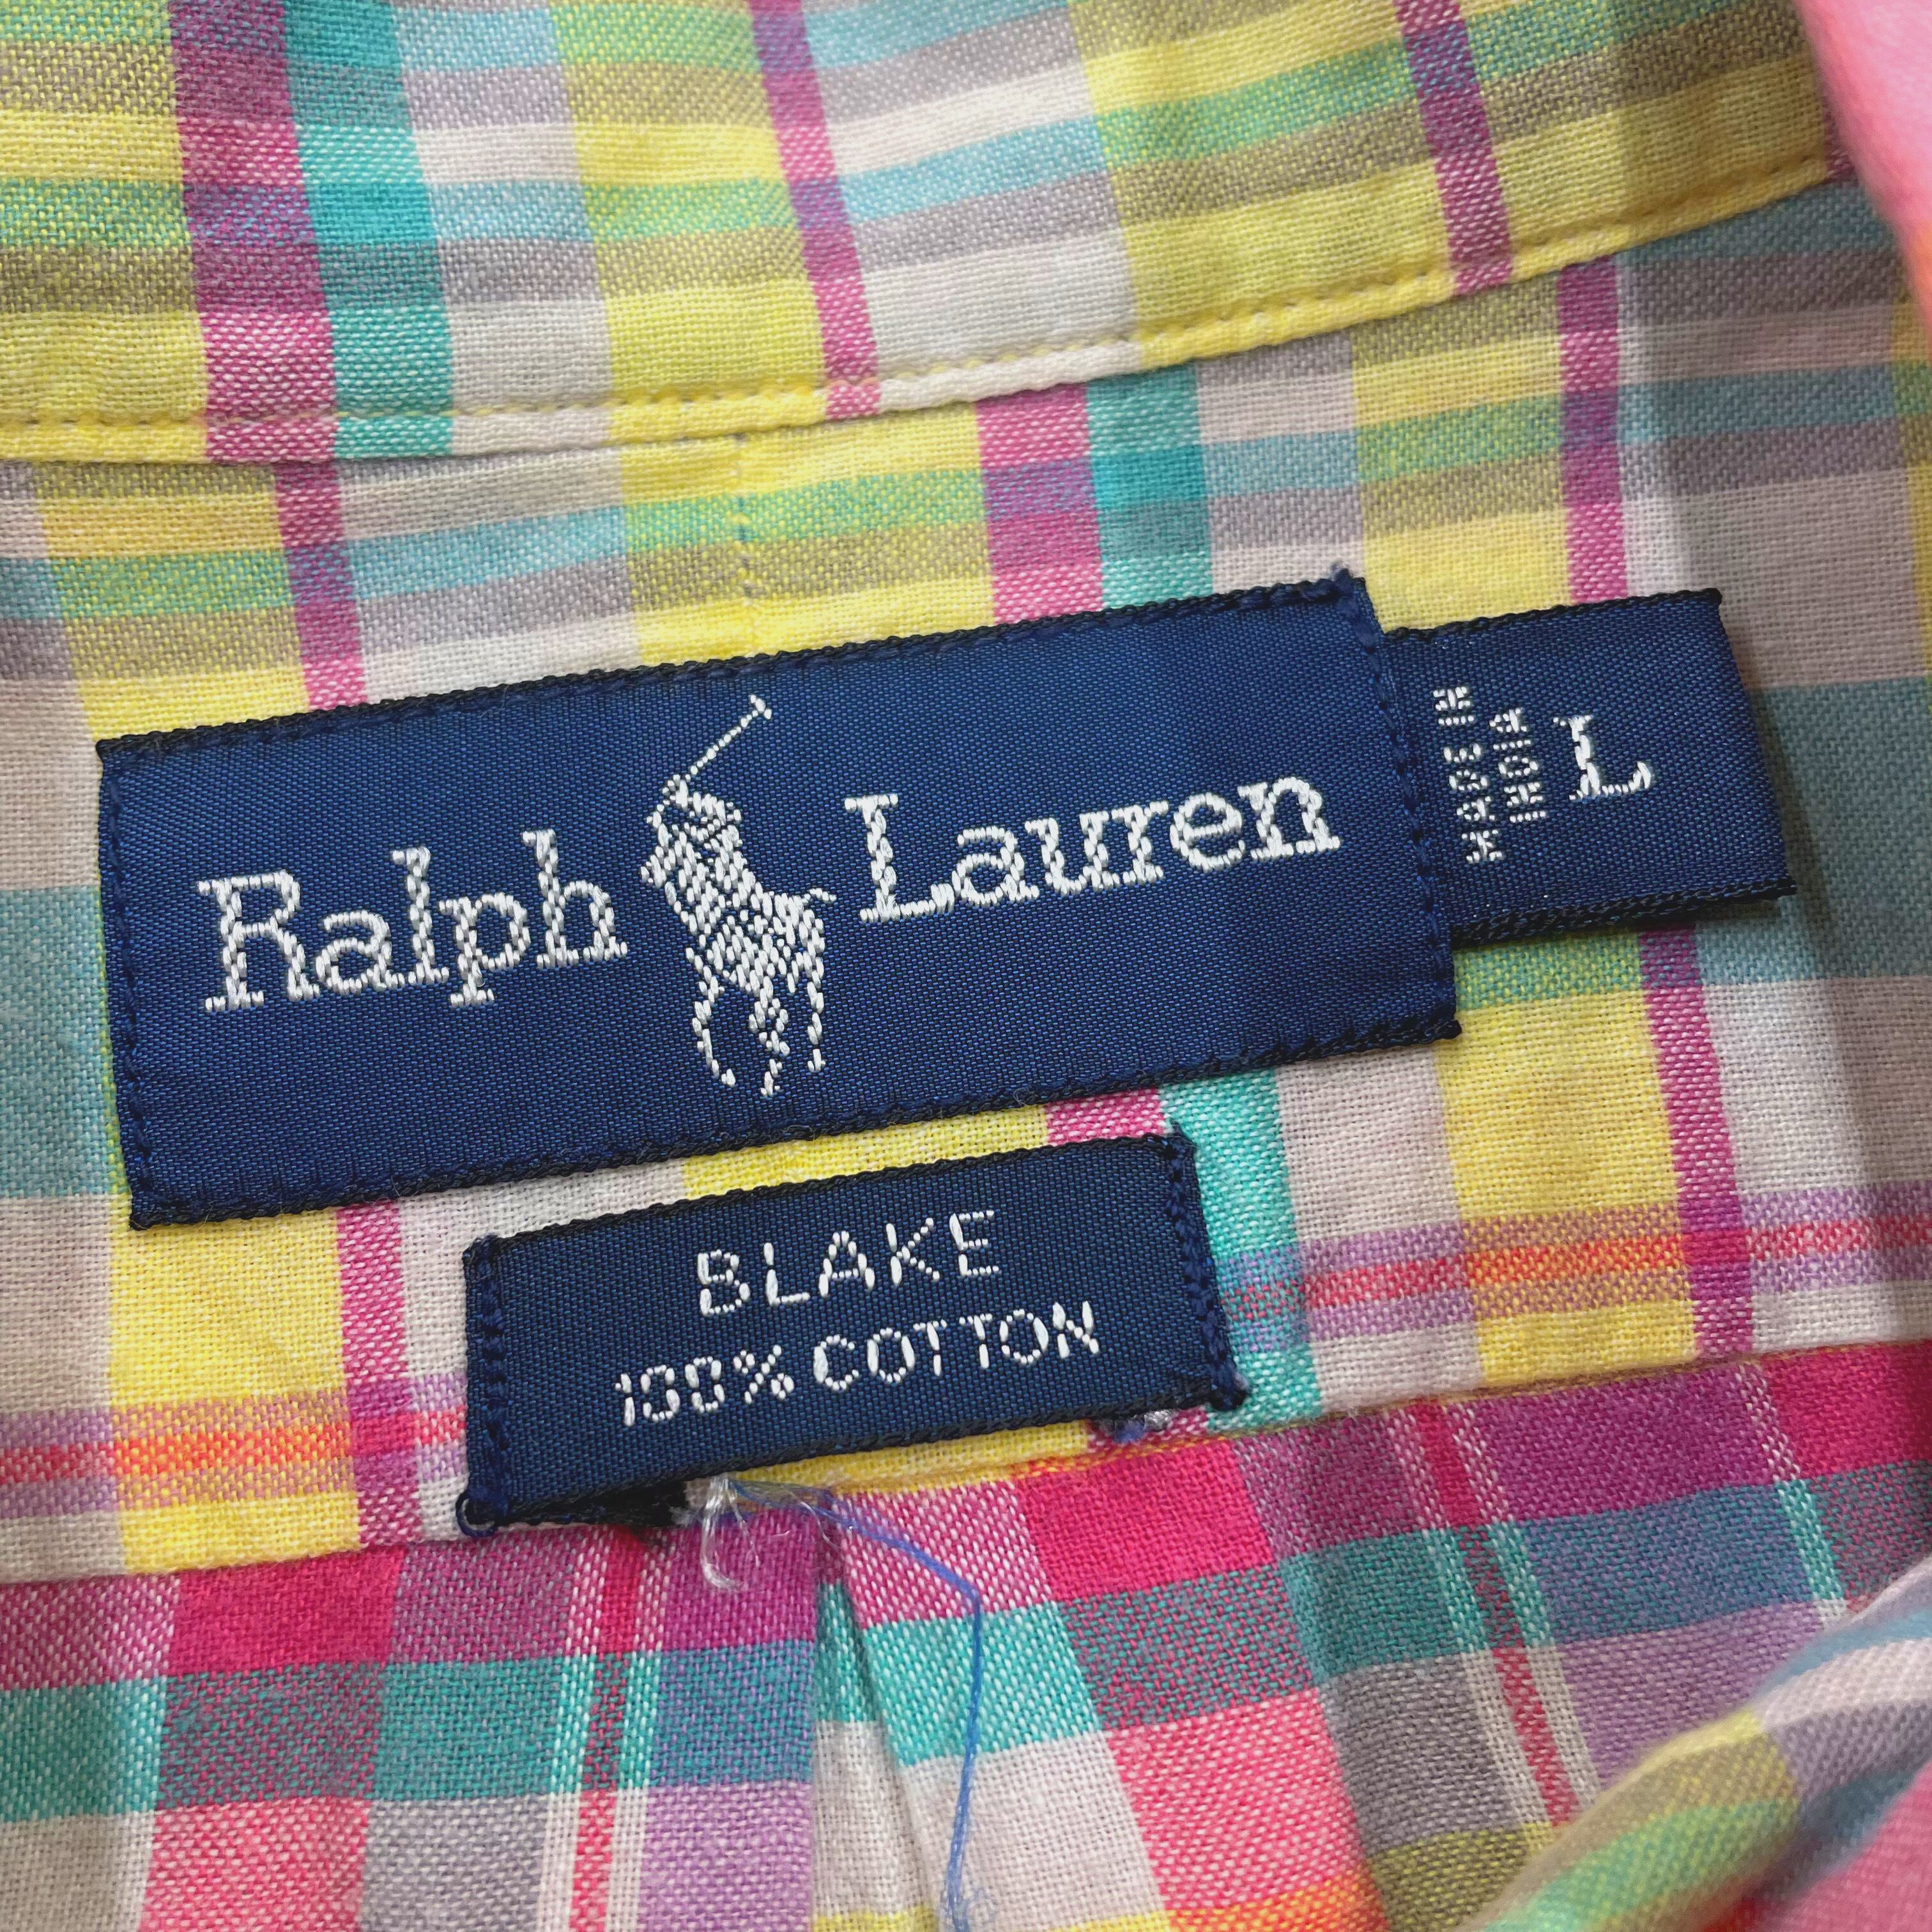 Ralph Lauren
MADE IN
INDIA
L
BLAKE
100% COTTON